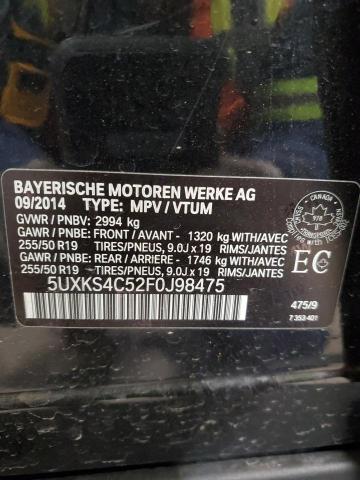 BAYERISCHE MOTOREN WERKE AG
09/2014 TYPE: MPV / VTUM
GVWR / PNBV: 2994 kg
GAWR / PNBE: FRONT / AVANT - 1320 kg WITH/AVEC
255/50 R19 TIRES/PNEUS, 9.0J x 19 RIMS/JANTES
GAWR / PNBE: REAR / ARRIERE - 1746 kg WITH/AVEC
255/50 R19 TIRES/PNEUS, 9.0J x 19 RIMS/JANTES
5UXKS4C52F0J98475
CANADA
978
EC
475/9
7 353 401